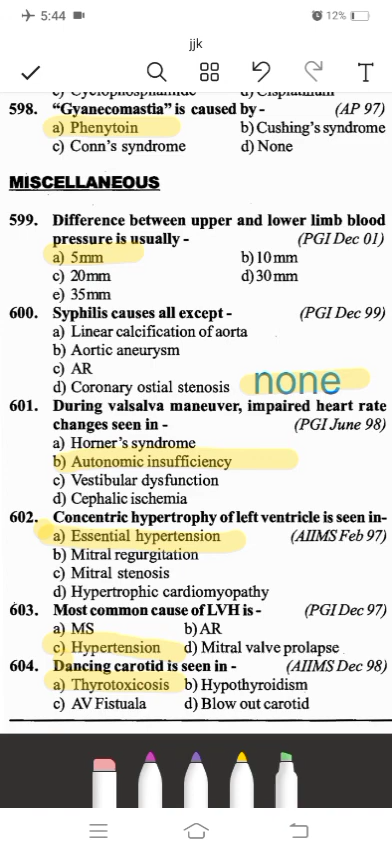 5:44
12%
jjk
T
c) Cyclophosphamide d) Cisplatinum
598. “Gyanecomastia” is caused by - (AP 97)
a) Phenytoin b) Cushing’s syndrome
c) Conn’s syndrome d) None
MISCELLANEOUS
599. Difference between upper and lower limb blood
pressure is usually - (PGI Dec 01)
a) 5mm b) 10 mm
c) 20mm d) 30 mm
e) 35mm
600. Syphilis causes all except - (PGI Dec 99)
a) Linear calcification of aorta
b) Aortic aneurysm
c) AR
d) Coronary ostial stenosis none
601. During valsalva maneuver, impaired heart rate
changes seen in - (PGI June 98)
a) Horner’s syndrome
b) Autonomic insufficiency
c) Vestibular dysfunction
d) Cephalic ischemia
602. Concentric hypertrophy of left ventricle is seen in-
a) Essential hypertension (AIIMS Feb 97)
b) Mitral regurgitation
c) Mitral stenosis
d) Hypertrophic cardiomyopathy
603. Most common cause of LVH is - (PGI Dec 97)
a) MS b) AR
c) Hypertension d) Mitral valve prolapse
604. Dancing carotid is seen in - (AIIMS Dec 98)
a) Thyrotoxicosis b) Hypothyroidism
c) AV Fistuala d) Blow out carotid